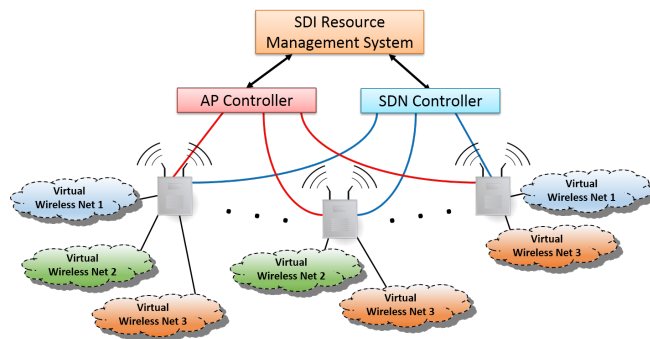 SDI Resource
Management System
AP Controller
SDN Controller
Virtual
Wireless Net 1
Virtual
Wireless Net 2
Virtual
Wireless Net 3
Virtual
Wireless Net 2
Virtual
Wireless Net 3
Virtual
Wireless Net 1
Virtual
Wireless Net 3